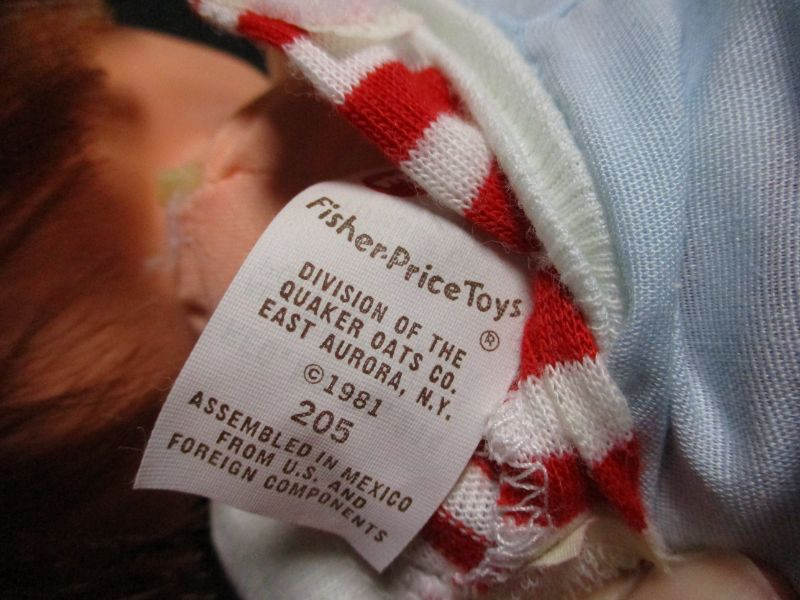 Fisher-Price Toys
®
DIVISION OF THE
QUAKER OATS CO.
EAST AURORA, N.Y.
©1981
205
ASSEMBLED IN MEXICO
FROM U.S. AND
FOREIGN COMPONENTS